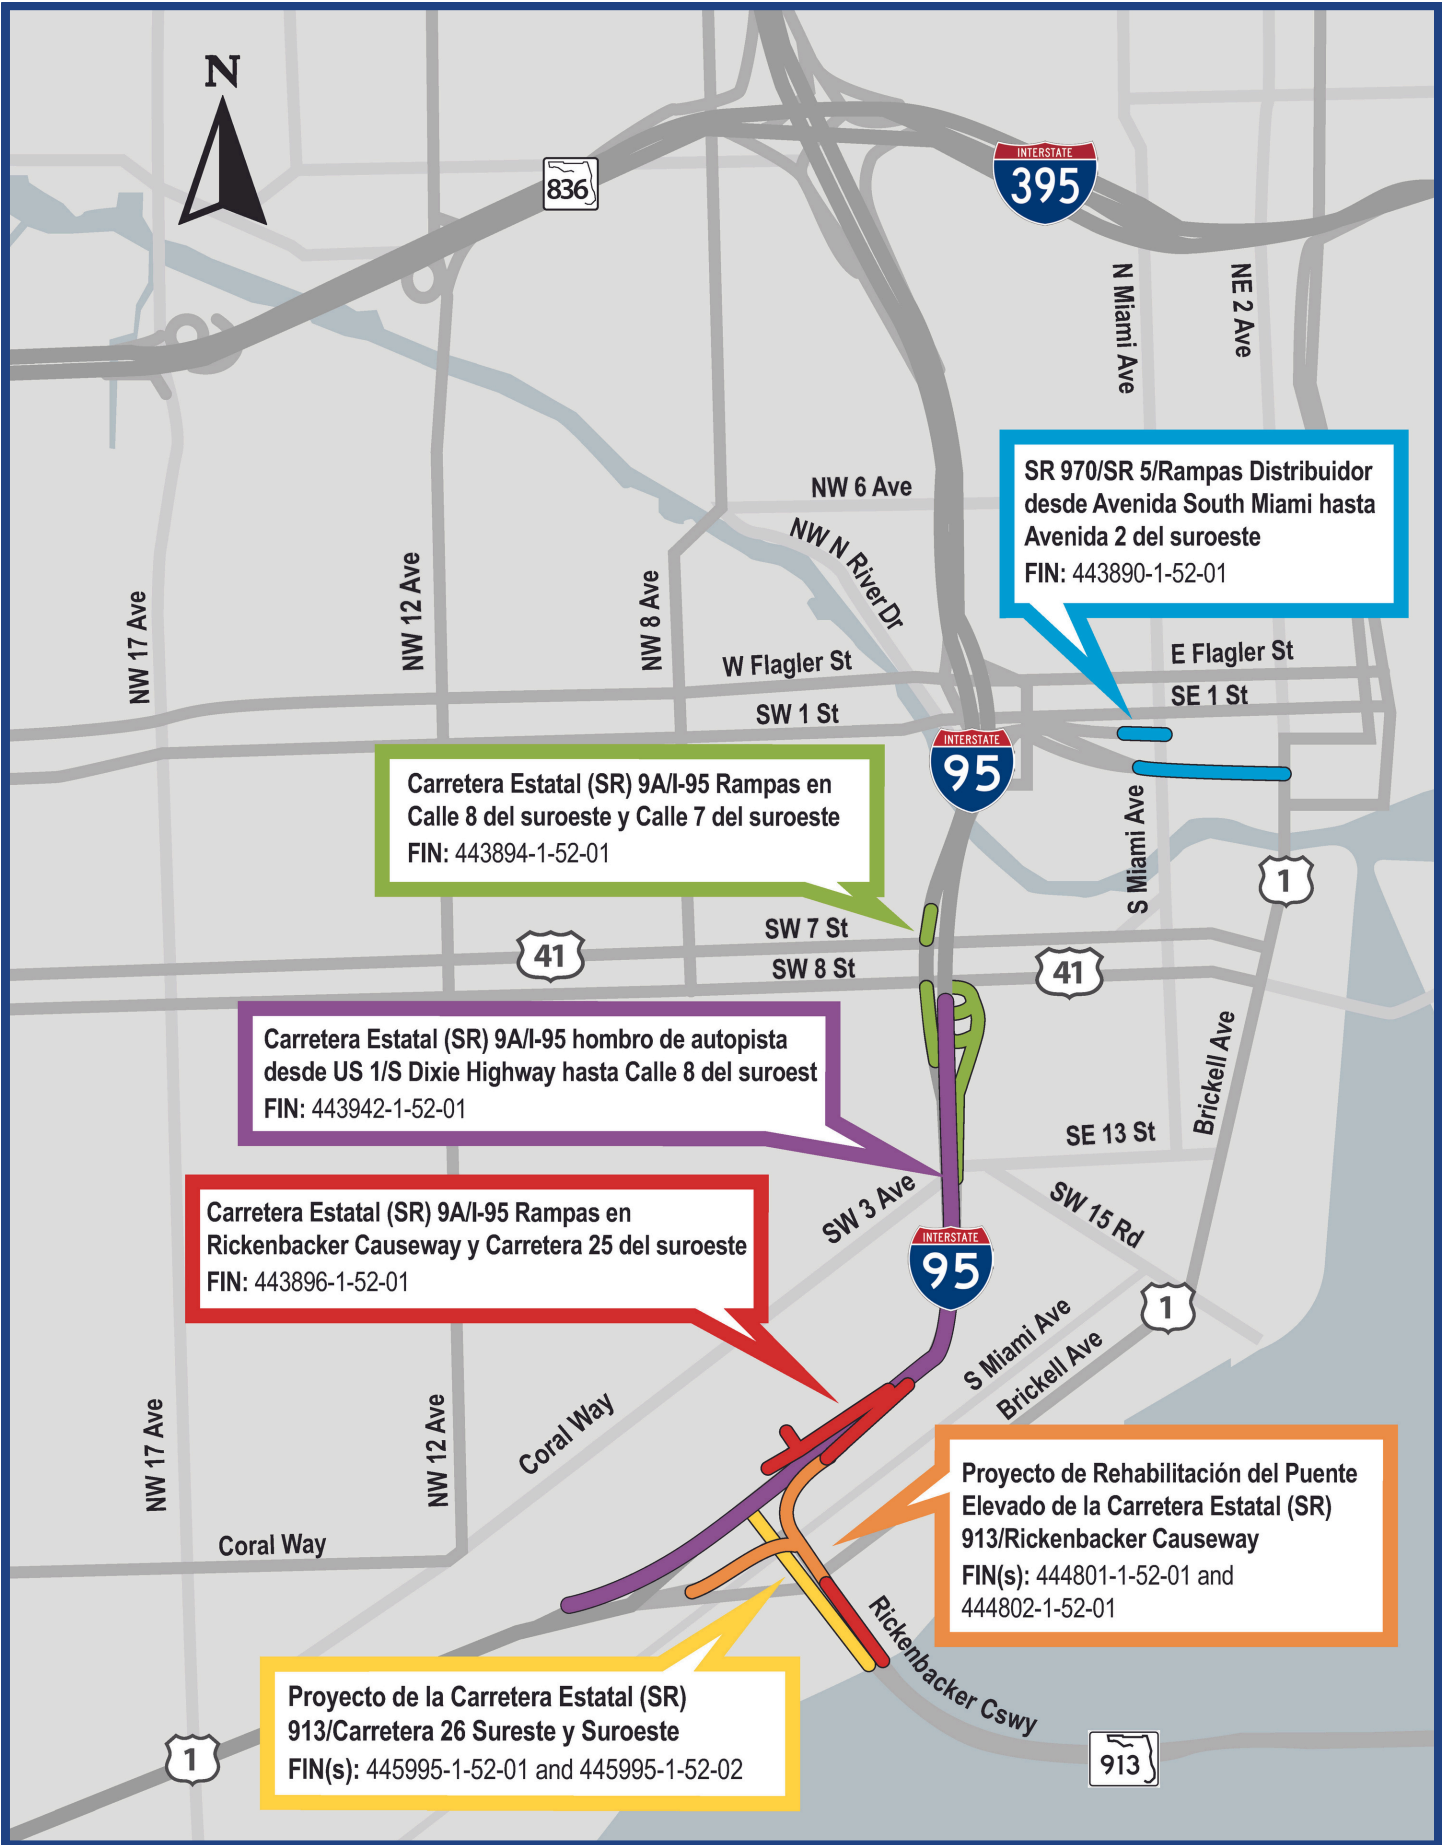 N
836
INTERSTATE
395
N Miami Ave
NE 2 Ave
SR 970/SR 5/Rampas Distribuidor
desde Avenida South Miami hasta
Avenida 2 del suroeste
FIN: 443890-1-52-01
NW 6 Ave
NW N River Dr
NW 17 Ave
NW 12 Ave
NW 8 Ave
W Flagler St
E Flagler St
SW 1 St
SE 1 St
INTERSTATE
95
Carretera Estatal (SR) 9A/I-95 Rampas en
Calle 8 del suroeste y Calle 7 del suroeste
FIN: 443894-1-52-01
S Miami Ave
1
SW 7 St
41
SW 8 St
41
Carretera Estatal (SR) 9A/I-95 hombro de autopista
desde US 1/S Dixie Highway hasta Calle 8 del suroest
FIN: 443942-1-52-01
Brickell Ave
SE 13 St
SW 3 Ave
SW 15 Rd
Carretera Estatal (SR) 9A/I-95 Rampas en
Rickenbacker Causeway y Carretera 25 del suroeste
FIN: 443896-1-52-01
INTERSTATE
95
1
S Miami Ave
Brickell Ave
NW 17 Ave
NW 12 Ave
Coral Way
Coral Way
Proyecto de Rehabilitación del Puente
Elevado de la Carretera Estatal (SR)
913/Rickenbacker Causeway
FIN(s): 444801-1-52-01 and
444802-1-52-01
Rickenbacker Cswy
Proyecto de la Carretera Estatal (SR)
913/Carretera 26 Sureste y Suroeste
FIN(s): 445995-1-52-01 and 445995-1-52-02
1
913